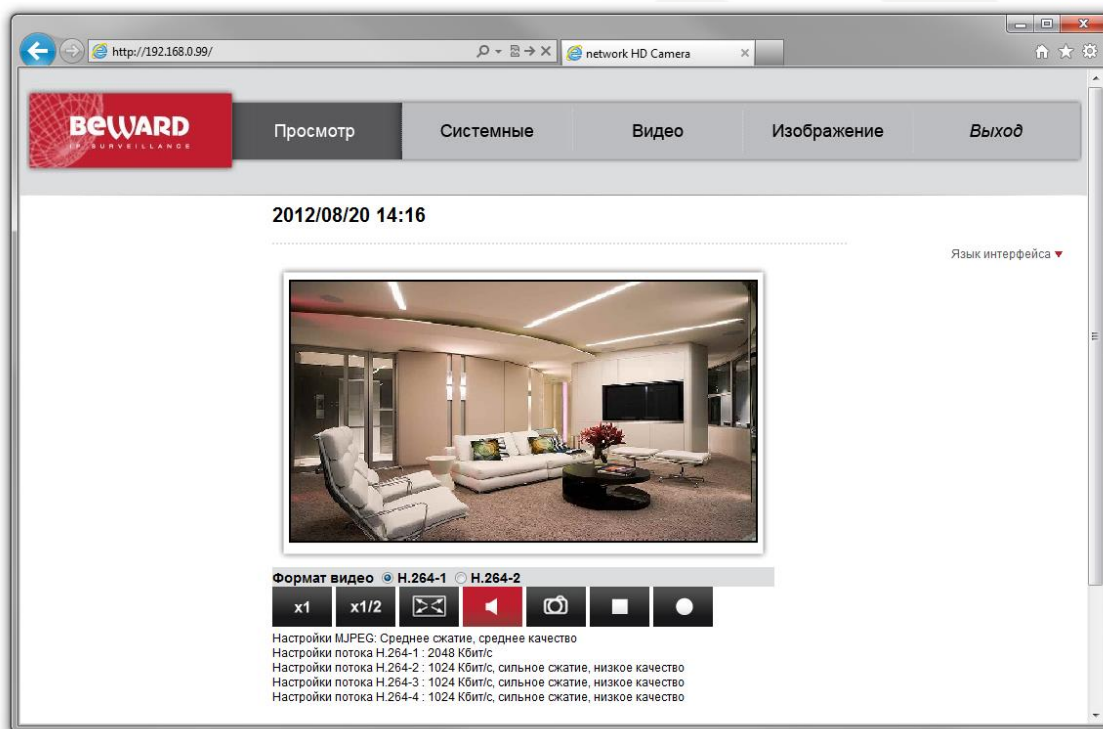 http://192.168.0.99/
network HD Camera
BEWARD
IP SURVEILLANCE
Просмотр
Системные
Видео
Изображение
Выход
2012/08/20 14:16
Язык интерфейса
Формат видео H.264-1 H.264-2
x1 x1/2
Настройки MJPEG: Среднее сжатие, среднее качество
Настройки потока H.264-1 : 2048 Кбит/с
Настройки потока H.264-2 : 1024 Кбит/с, сильное сжатие, низкое качество
Настройки потока H.264-3 : 1024 Кбит/с, сильное сжатие, низкое качество
Настройки потока H.264-4 : 1024 Кбит/с, сильное сжатие, низкое качество